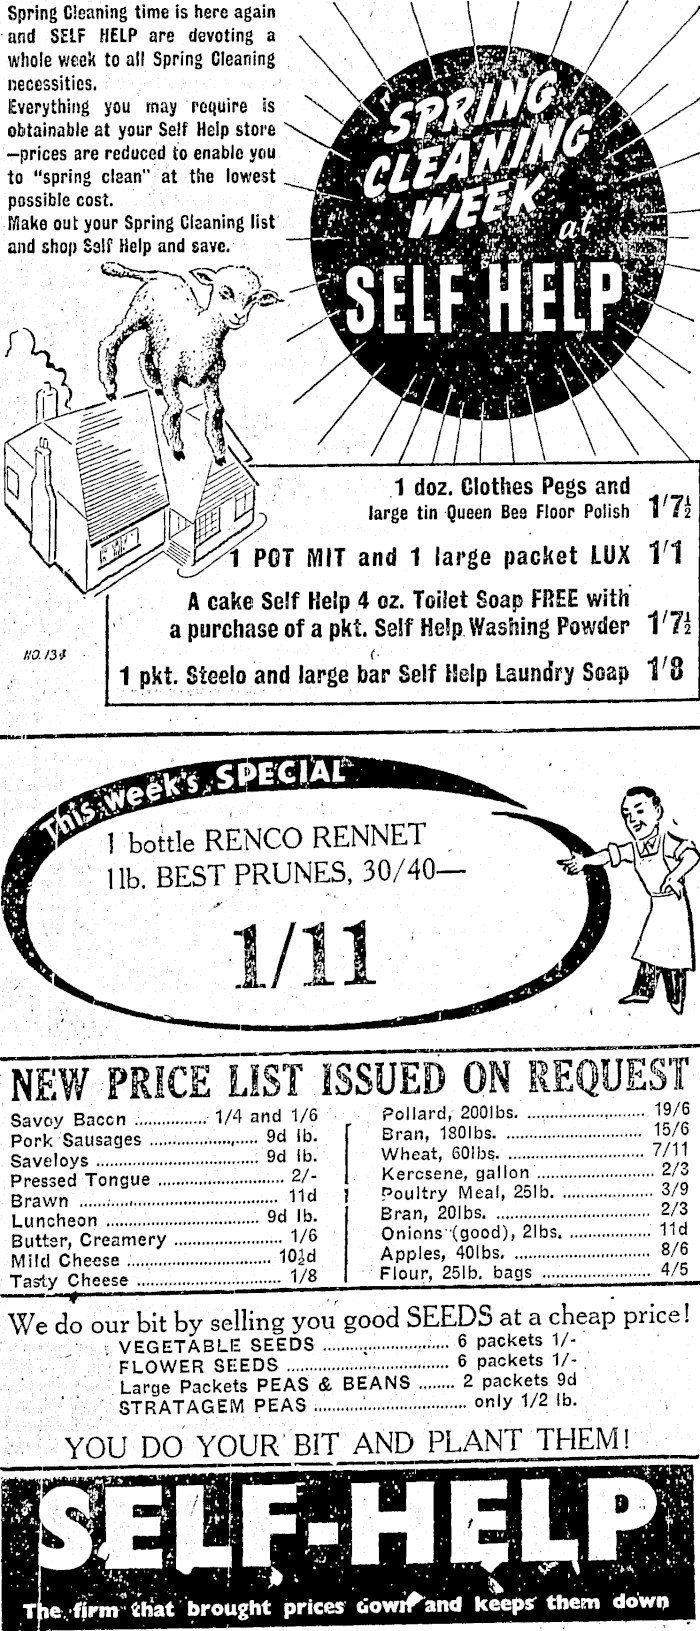 Spring Cleaning time is here again
and SELF HELP are devoting a
whole week to all Spring Cleaning
necessities.
Everything you may require is
obtainable at your Self Help store
—prices are reduced to enable you
to "spring clean" at the lowest
possible cost.
Make out your Spring Cleaning list
and shop Self Help and save.
SPRING
CLEANING
WEEK
at
SELF HELP
1 doz. Clothes Pegs and
large tin Queen Bee Floor Polish 1/7½
1 POT MIT and 1 large packet LUX 1/1
A cake Self Help 4 oz. Toilet Soap FREE with
a purchase of a pkt. Self Help Washing Powder 1/7½
1 pkt. Steelo and large bar Self Help Laundry Soap 1/8
NO. 134
This week's SPECIAL
1 bottle RENCO RENNET
1 lb. BEST PRUNES, 30/40—
1/11
NEW PRICE LIST ISSUED ON REQUEST
Savoy Bacon ................ 1/4 and 1/6
Pork Sausages ........................ 9d lb.
Saveloys ................................ 9d lb.
Pressed Tongue ........................ 2/-
Brawn ........................................ 11d
Luncheon ................................ 9d lb.
Butter, Creamery ........................ 1/6
Mild Cheese ............................ 10½d
Tasty Cheese ............................ 1/8
Pollard, 200lbs. ........................ 19/6
Bran, 180lbs. ............................ 15/6
Wheat, 60lbs. ............................ 7/11
Kerosene, gallon ........................ 2/3
Poultry Meal, 25lb. .................... 3/9
Bran, 20lbs. ................................ 2/3
Onions (good), 2lbs. .................... 11d
Apples, 40lbs. ............................ 8/6
Flour, 25lb. bags ........................ 4/5
We do our bit by selling you good SEEDS at a cheap price!
VEGETABLE SEEDS ............................ 6 packets 1/-
FLOWER SEEDS .................................... 6 packets 1/-
Large Packets PEAS & BEANS ........ 2 packets 9d
STRATAGEM PEAS .................................... only 1/2 lb.
YOU DO YOUR BIT AND PLANT THEM!
SELF-HELP
The firm that brought prices down and keeps them down